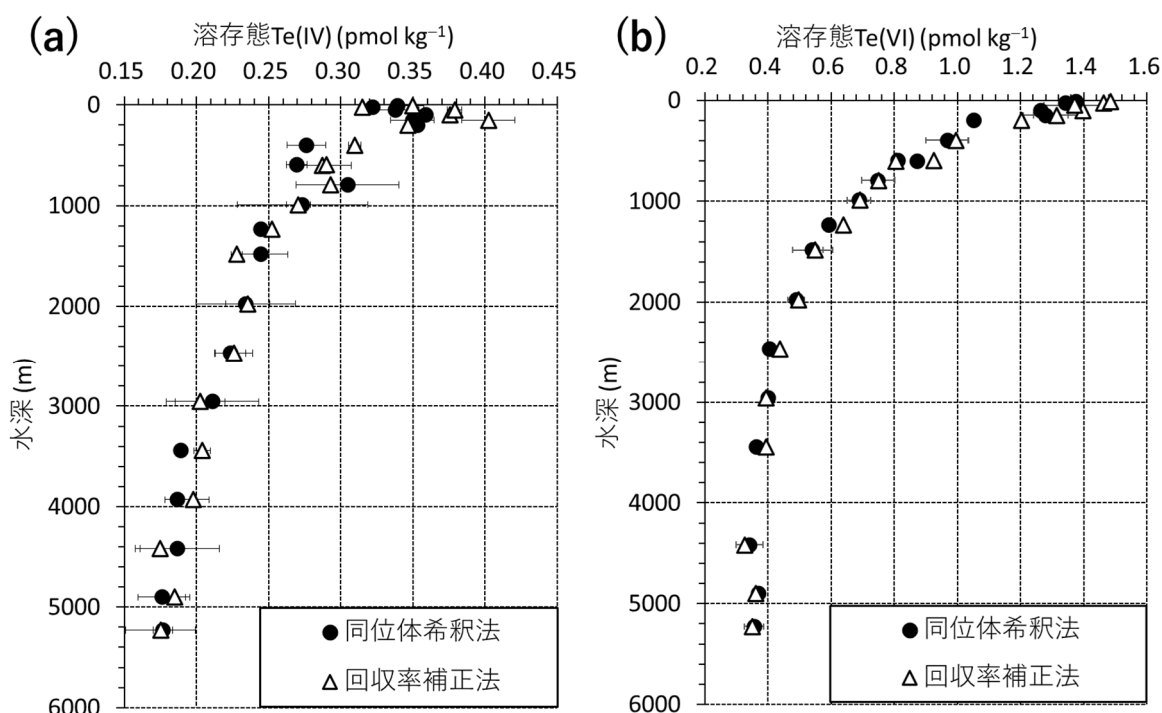 (a)
溶存態Te(IV) (pmol kg⁻¹)
0.15 0.20 0.25 0.30 0.35 0.40 0.45
0
1000
2000
3000
4000
5000
6000
水深 (m)
● 同位体希釈法
△ 回収率補正法
(b)
溶存態Te(VI) (pmol kg⁻¹)
0.2 0.4 0.6 0.8 1.0 1.2 1.4 1.6
0
1000
2000
3000
4000
5000
6000
水深 (m)
● 同位体希釈法
△ 回収率補正法